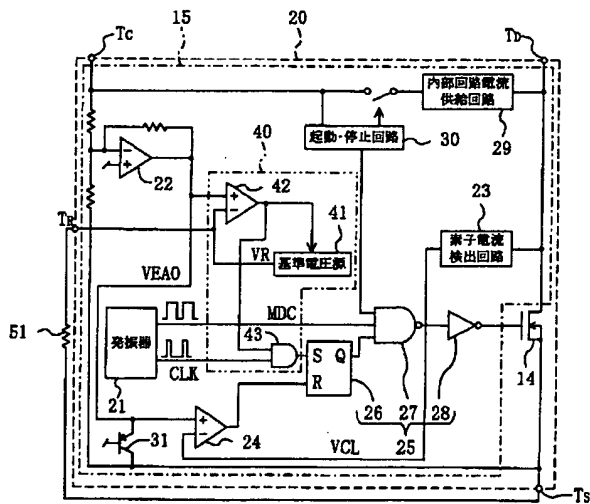 TC
15
20
TD
内部回路電流
供給回路
29
起動・停止回路
30
40
42
22
TR
23
素子電流
検出回路
41
VR
基準電圧源
VEAO
51
発振器
MDC
43
CLK
21
S
Q
R
14
26
27
28
25
31
24
VCL
TS